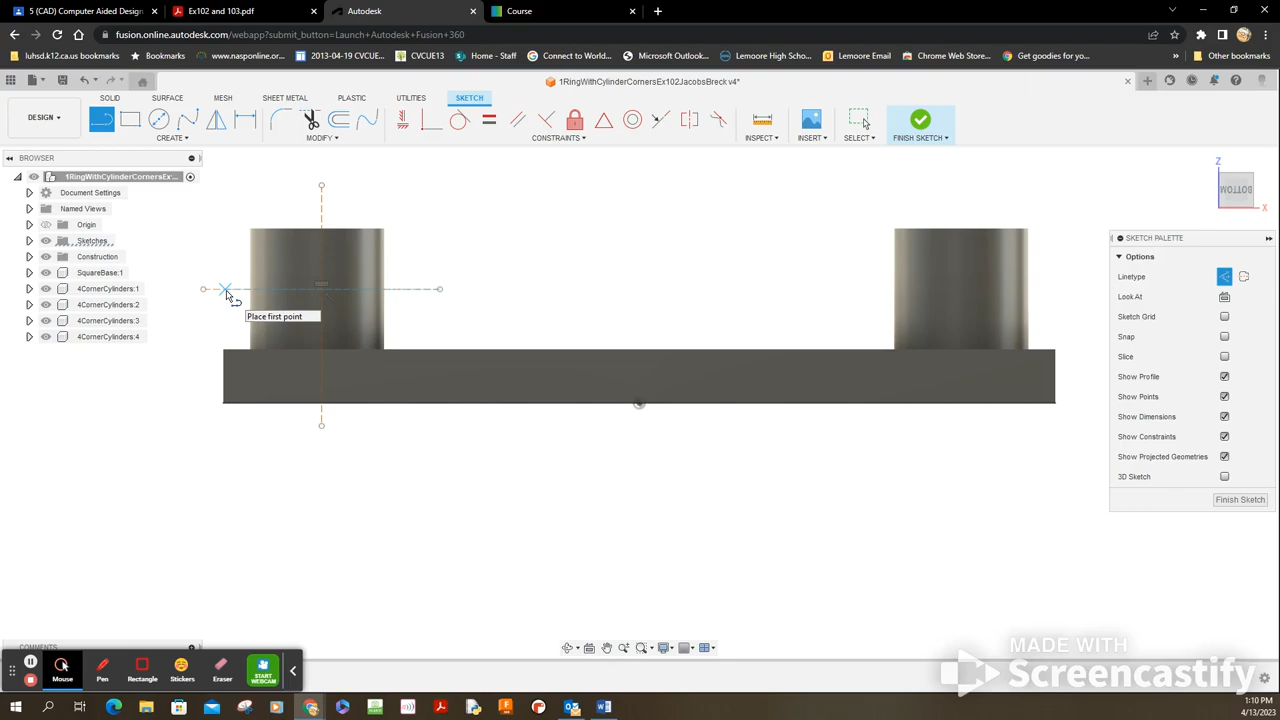 5 (CAD) Computer Aided Design
Ex102 and 103.pdf
Autodesk
Course
fusion.online.autodesk.com/webapp?submit_button=Launch+Autodesk+Fusion+360
luhsd.k12.ca.us bookmarks
www.nasponline.org
2013-04-19 CVCUE...
CVCUE13
Home - Staff
Connect to World...
Microsoft Outlook...
Lemoore High Scho...
Lemoore Email
Chrome Web Store...
Get goodies for yo...
Other bookmarks
1RingWithCylinderCornersEx102JacobsBreck v4*
SOLID
SURFACE
MESH
SHEET METAL
PLASTIC
UTILITIES
SKETCH
DESIGN
CREATE
MODIFY
CONSTRAINTS
INSPECT
INSERT
SELECT
FINISH SKETCH
BROWSER
1RingWithCylinderCornersEx'...
Document Settings
Named Views
Origin
Sketches
Construction
SquareBase:1
4CornerCylinders:1
4CornerCylinders:2
4CornerCylinders:3
4CornerCylinders:4
Place first point
Z
BOTTOM
X
SKETCH PALETTE
Options
Linetype
Look At
Sketch Grid
Snap
Slice
Show Profile
Show Points
Show Dimensions
Show Constraints
Show Projected Geometries
3D Sketch
Finish Sketch
COMMENTS
Mouse
Pen
Rectangle
Stickers
Eraser
START
WEBCAM
MADE WITH
Screencastify
1:10 PM
4/13/2023